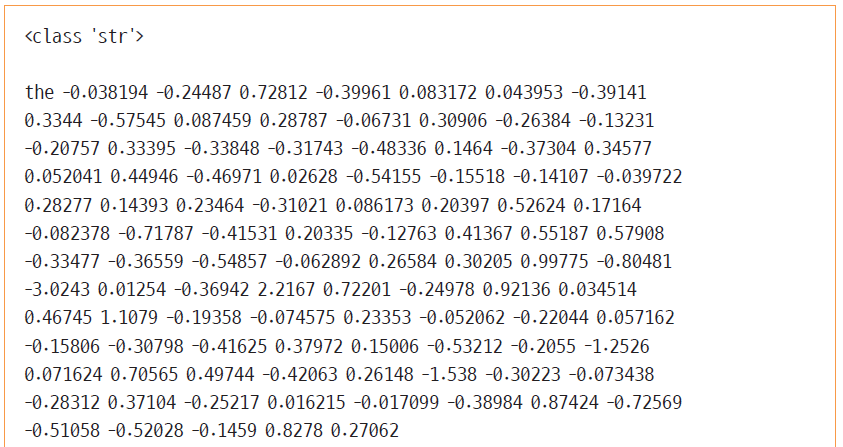 <class 'str'>
the -0.038194 -0.24487 0.72812 -0.39961 0.083172 0.043953 -0.39141
0.3344 -0.57545 0.087459 0.28787 -0.06731 0.30906 -0.26384 -0.13231
-0.20757 0.33395 -0.33848 -0.31743 -0.48336 0.1464 -0.37304 0.34577
0.052041 0.44946 -0.46971 0.02628 -0.54155 -0.15518 -0.14107 -0.039722
0.28277 0.14393 0.23464 -0.31021 0.086173 0.20397 0.52624 0.17164
-0.082378 -0.71787 -0.41531 0.20335 -0.12763 0.41367 0.55187 0.57908
-0.33477 -0.36559 -0.54857 -0.062892 0.26584 0.30205 0.99775 -0.80481
-3.0243 0.01254 -0.36942 2.2167 0.72201 -0.24978 0.92136 0.034514
0.46745 1.1079 -0.19358 -0.074575 0.23353 -0.052062 -0.22044 0.057162
-0.15806 -0.30798 -0.41625 0.37972 0.15006 -0.53212 -0.2055 -1.2526
0.071624 0.70565 0.49744 -0.42063 0.26148 -1.538 -0.30223 -0.073438
-0.28312 0.37104 -0.25217 0.016215 -0.017099 -0.38984 0.87424 -0.72569
-0.51058 -0.52028 -0.1459 0.8278 0.27062